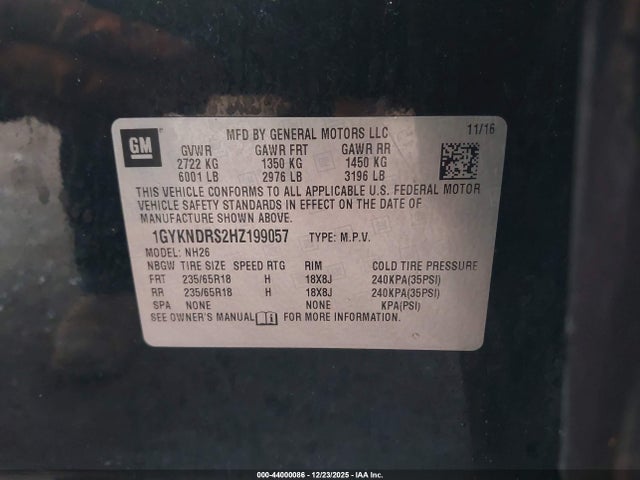 GM
MFD BY GENERAL MOTORS LLC
11/16
GVWR GAWR FRT GAWR RR
2722 KG 1350 KG 1450 KG
6001 LB 2976 LB 3196 LB
THIS VEHICLE CONFORMS TO ALL APPLICABLE U.S. FEDERAL MOTOR
VEHICLE SAFETY STANDARDS IN EFFECT ON THE DATE OF
MANUFACTURE SHOWN ABOVE.
1GYKNDRS2HZ199057 TYPE: M.P.V.
MODEL: NH26
NBGW TIRE SIZE SPEED RTG RIM COLD TIRE PRESSURE
FRT 235/65R18 H 18X8J 240KPA(35PSI)
RR 235/65R18 H 18X8J 240KPA(35PSI)
SPA NONE NONE KPA(PSI)
SEE OWNER'S MANUAL FOR MORE INFORMATION.
000-44000086 - 12/23/2025 - IAA Inc.